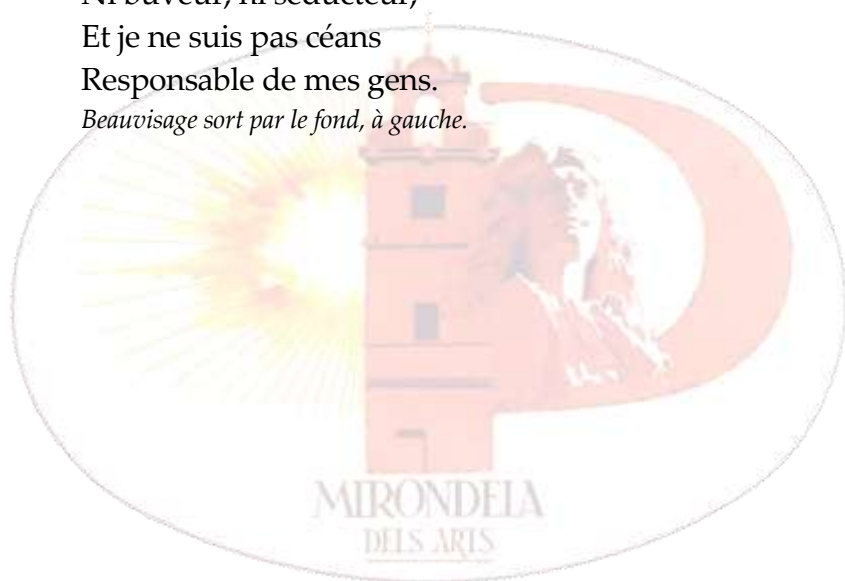 Ni buveur, ni séducteur,
Et je ne suis pas céans
Responsable de mes gens.
Beauvisage sort par le fond, à gauche.
MIRONDELA
DELS ARTS